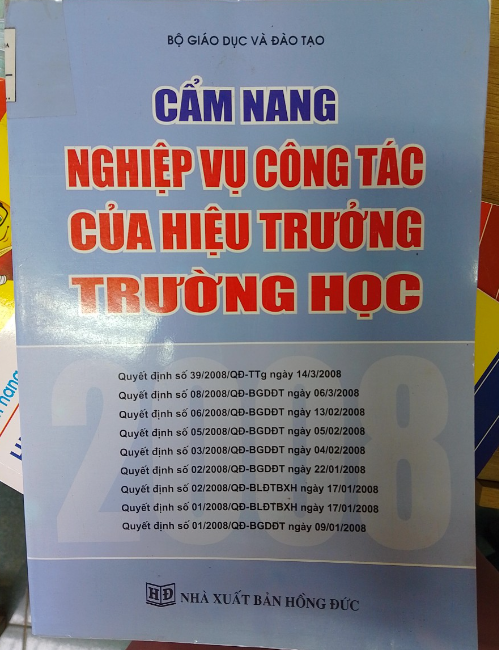 BỘ GIÁO DỤC VÀ ĐÀO TẠO
CẨM NANG
NGHIỆP VỤ CÔNG TÁC
CỦA HIỆU TRƯỞNG
TRƯỜNG HỌC
2008
Quyết định số 39/2008/QĐ-TTg ngày 14/3/2008
Quyết định số 08/2008/QĐ-BGDĐT ngày 06/3/2008
Quyết định số 06/2008/QĐ-BGDĐT ngày 13/02/2008
Quyết định số 05/2008/QĐ-BGDĐT ngày 05/02/2008
Quyết định số 03/2008/QĐ-BGDĐT ngày 04/02/2008
Quyết định số 02/2008/QĐ-BGDĐT ngày 22/01/2008
Quyết định số 02/2008/QĐ-BLĐTBXH ngày 17/01/2008
Quyết định số 01/2008/QĐ-BLĐTBXH ngày 17/01/2008
Quyết định số 01/2008/QĐ-BGDĐT ngày 09/01/2008
HĐ NHÀ XUẤT BẢN HỒNG ĐỨC